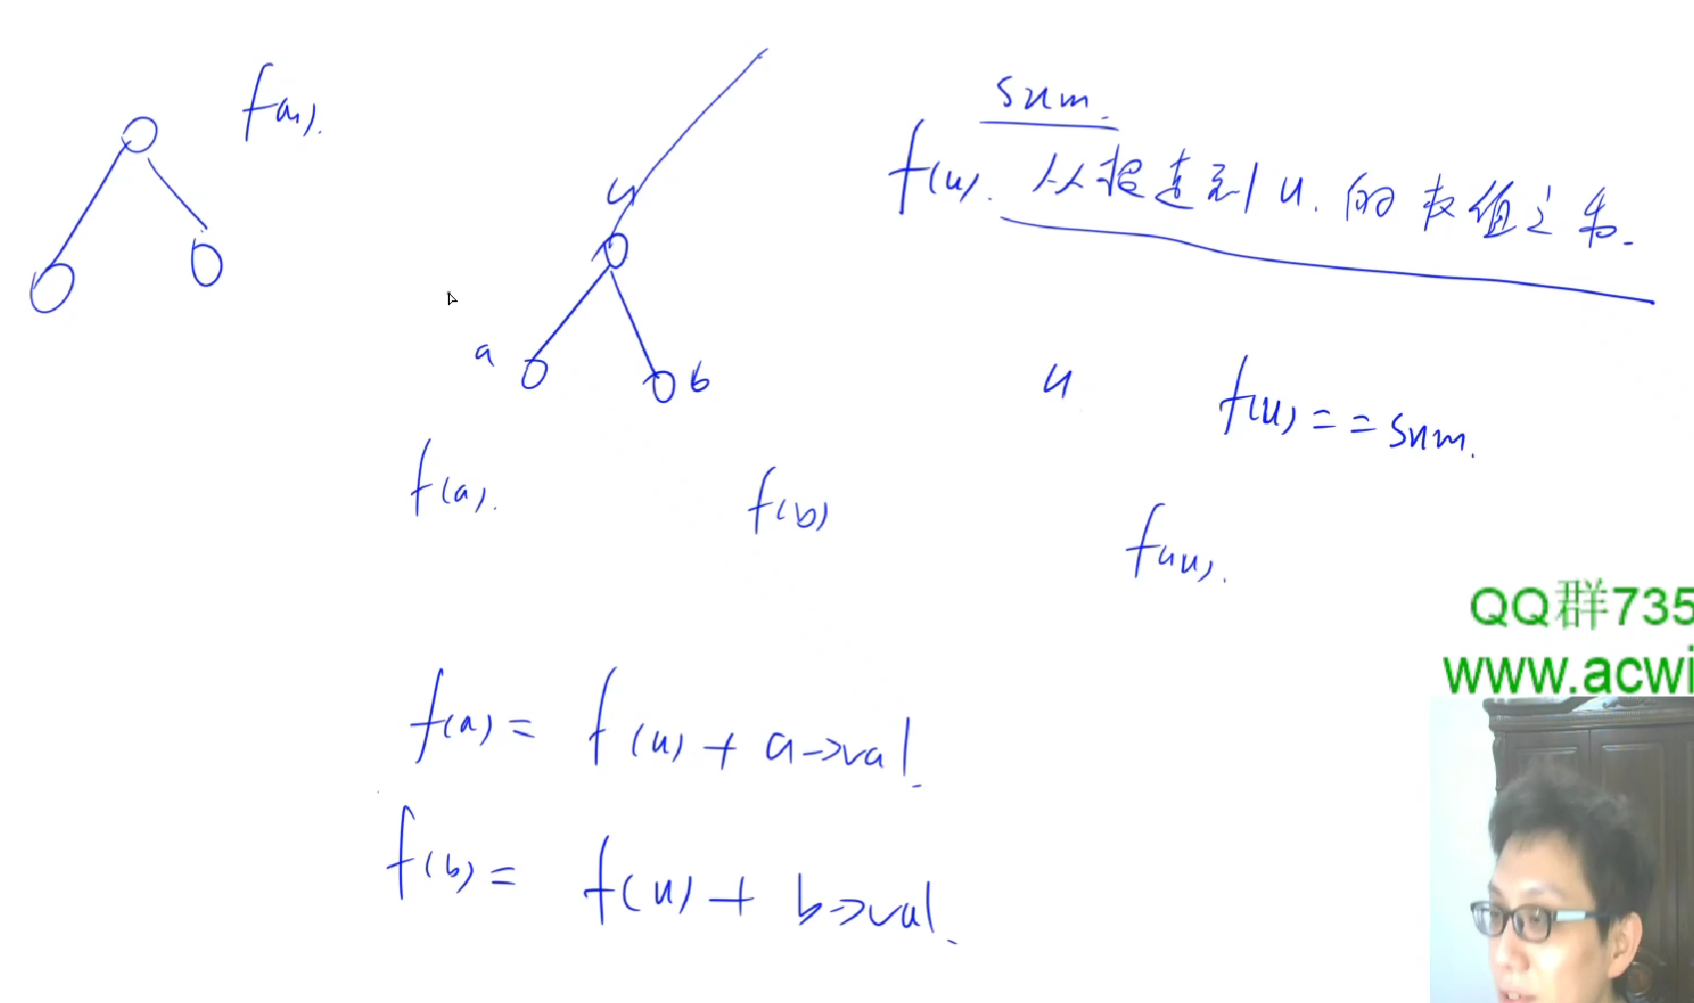 f(u).
sum.
f(u). 从根走到 u. 的权值之和.
u
a
b
u
f(u) == sum.
f(a).
f(b)
f(u).
QQ群735
www.acwi
f(a) = f(u) + a->val.
f(b) = f(u) + b->val.